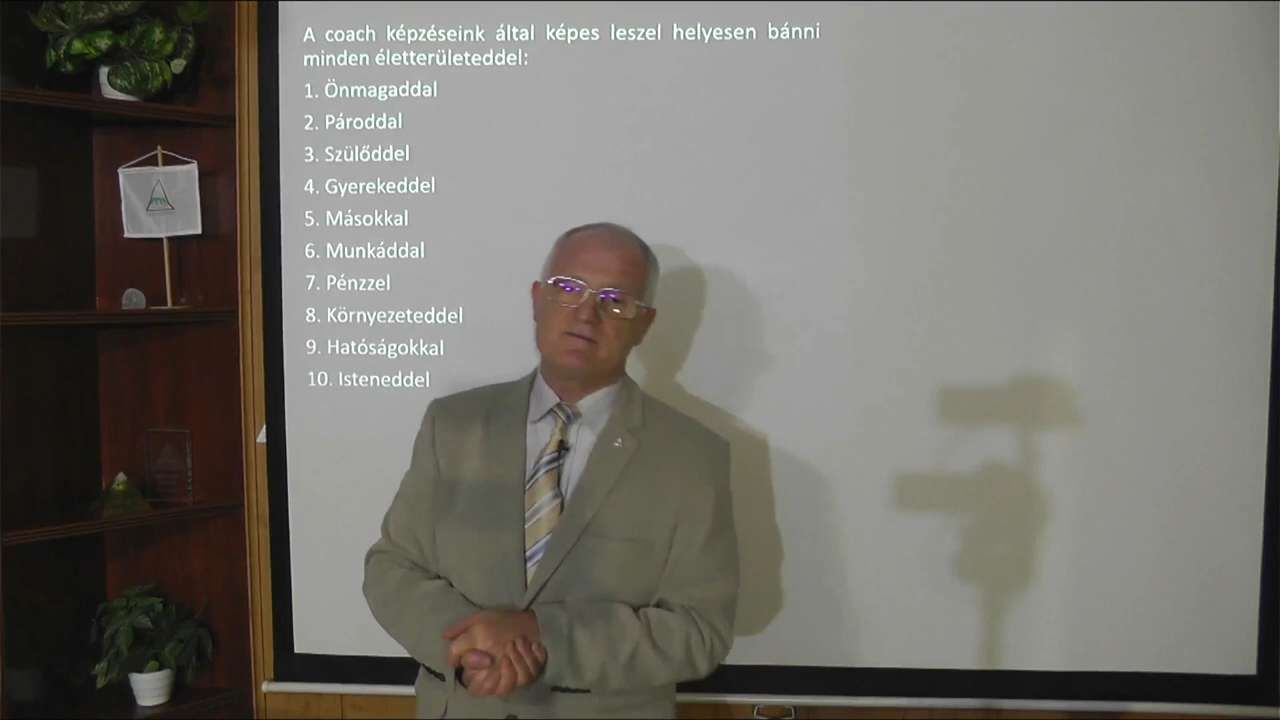 A coach képzéseink által képes leszel helyesen bánni
minden életterületeddel:
1. Önmagaddal
2. Pároddal
3. Szülőddel
4. Gyerekeddel
5. Másokkal
6. Munkáddal
7. Pénzzel
8. Környezeteddel
9. Hatóságokkal
10. Isteneddel